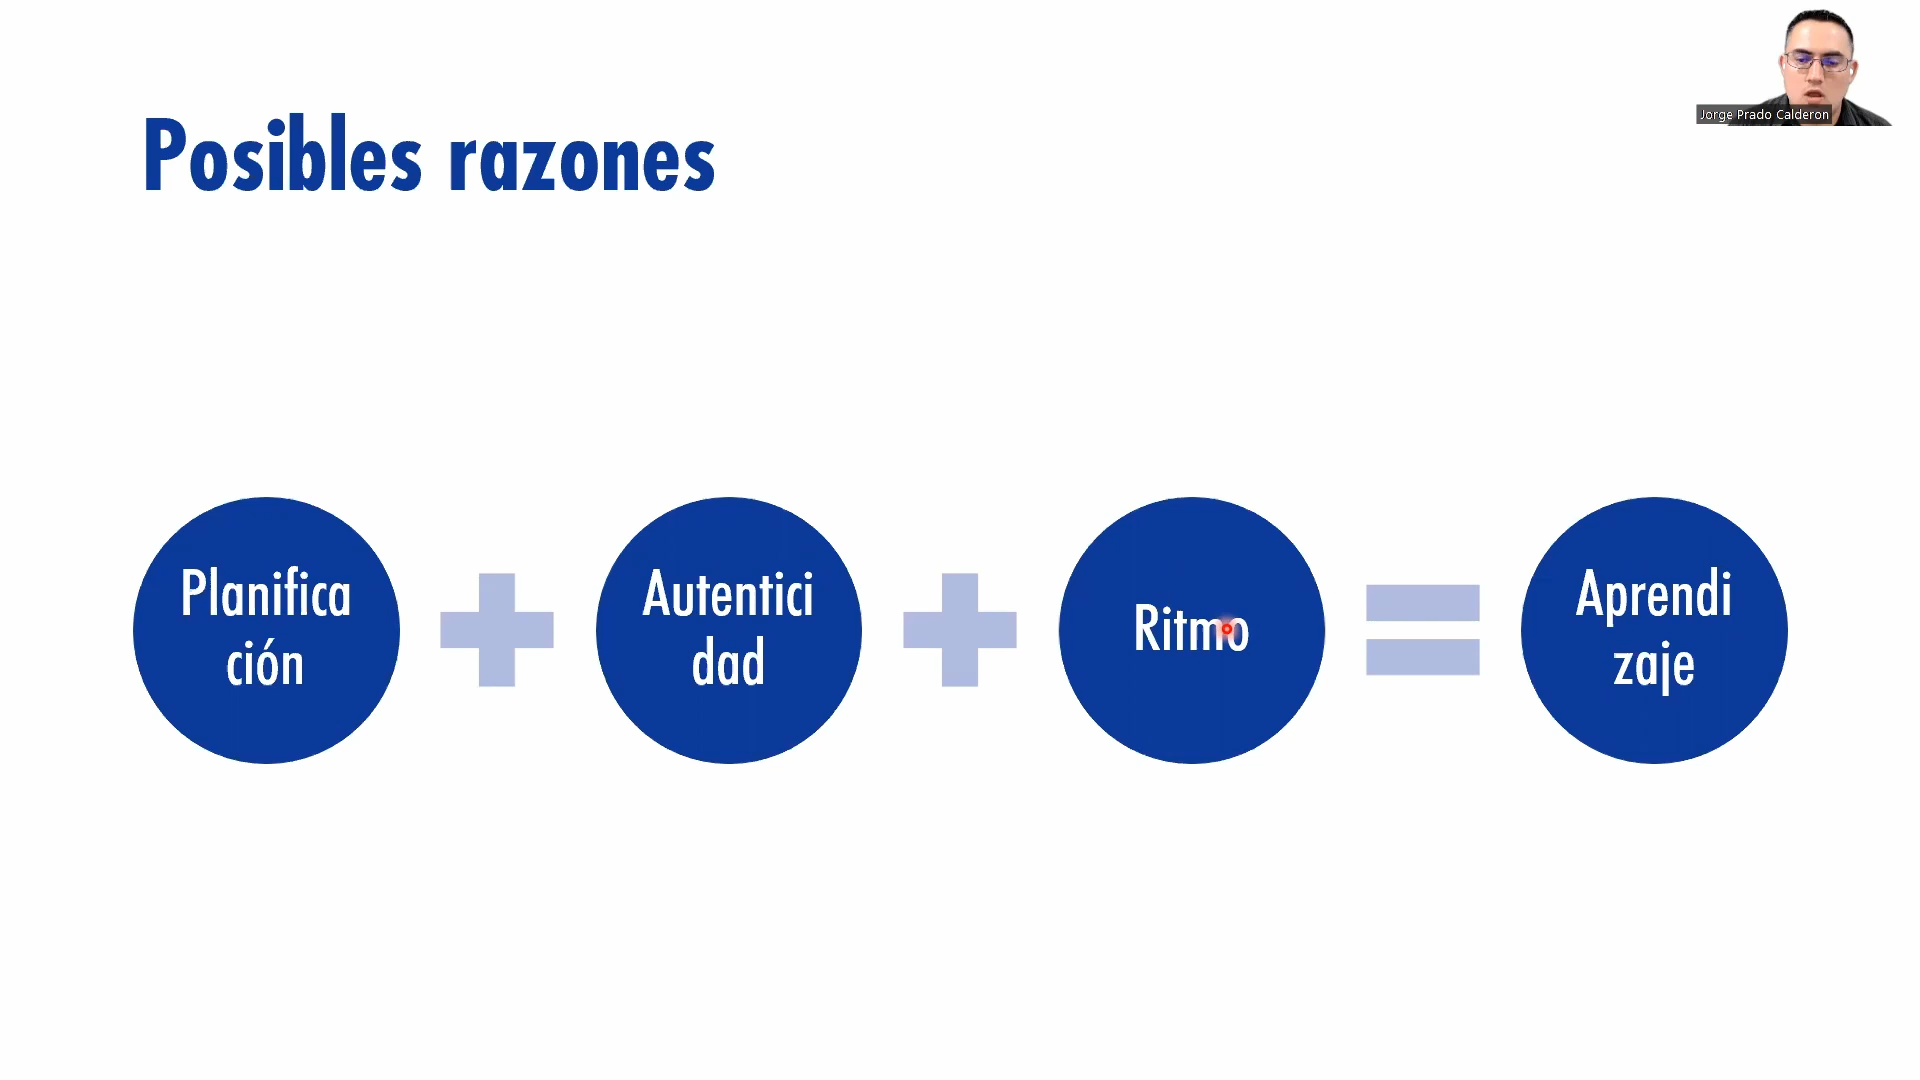 Posibles razones
Jorge Prado Calderon
Planifica
ción
Autentici
dad
Ritmo
Aprendi
zaje